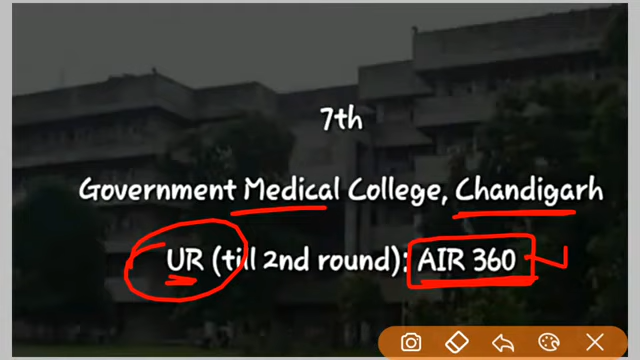 7th
Government Medical College, Chandigarh
UR (till 2nd round): AIR 360